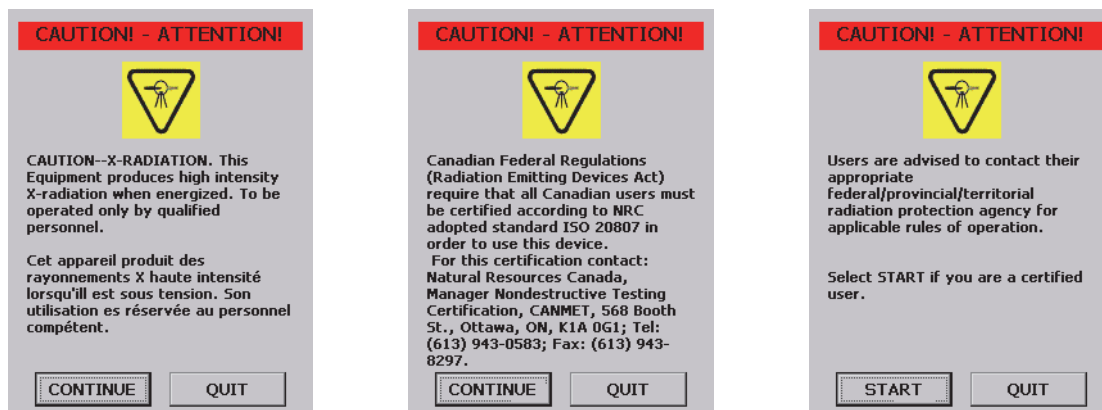 CAUTION! - ATTENTION!
CAUTION--X-RADIATION. This
Equipment produces high intensity
X-radiation when energized. To be
operated only by qualified
personnel.
Cet appareil produit des
rayonnements X haute intensité
lorsqu'ill est sous tension. Son
utilisation es réservée au personnel
compétent.
CONTINUE
QUIT
CAUTION! - ATTENTION!
Canadian Federal Regulations
(Radiation Emitting Devices Act)
require that all Canadian users must
be certified according to NRC
adopted standard ISO 20807 in
order to use this device.
For this certification contact:
Natural Resources Canada,
Manager Nondestructive Testing
Certification, CANMET, 568 Booth
St., Ottawa, ON, K1A 0G1; Tel:
(613) 943-0583; Fax: (613) 943-
8297.
CONTINUE
QUIT
CAUTION! - ATTENTION!
Users are advised to contact their
appropriate
federal/provincial/territorial
radiation protection agency for
applicable rules of operation.
Select START if you are a certified
user.
START
QUIT